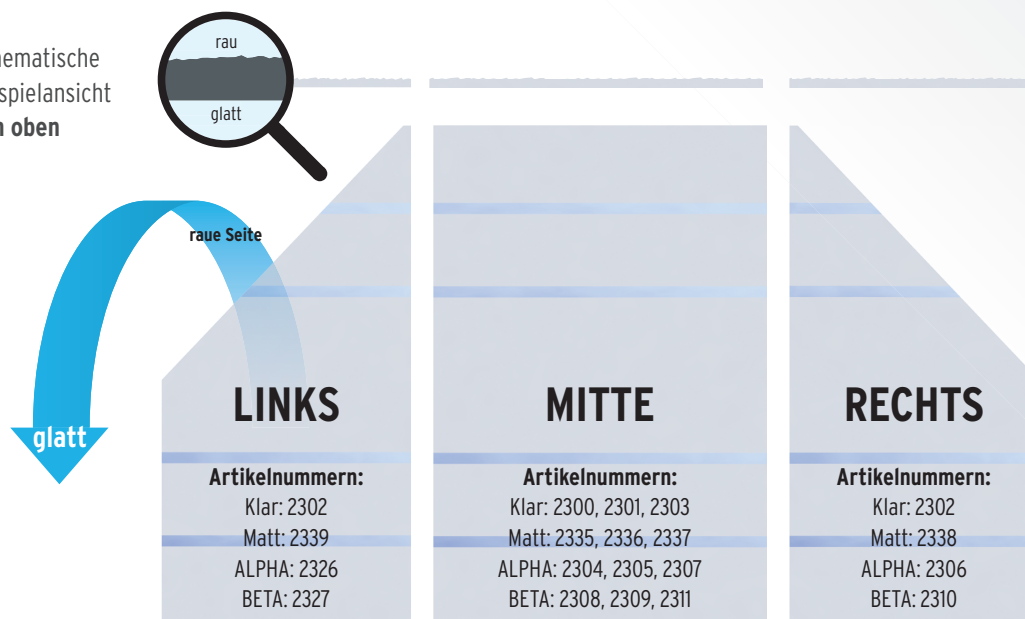 rau
glatt
hematische
spielansicht
n oben
raue Seite
glatt
LINKS
Artikelnummern:
Klar: 2302
Matt: 2339
ALPHA: 2326
BETA: 2327
MITTE
Artikelnummern:
Klar: 2300, 2301, 2303
Matt: 2335, 2336, 2337
ALPHA: 2304, 2305, 2307
BETA: 2308, 2309, 2311
RECHTS
Artikelnummern:
Klar: 2302
Matt: 2338
ALPHA: 2306
BETA: 2310